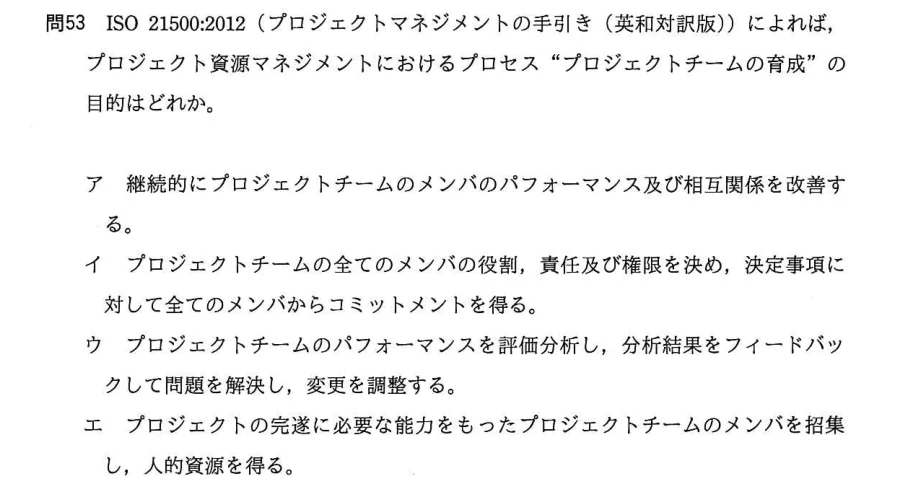 問53 ISO 21500:2012（プロジェクトマネジメントの手引き（英和対訳版））によれば，
プロジェクト資源マネジメントにおけるプロセス“プロジェクトチームの育成”の
目的はどれか。
ア 継続的にプロジェクトチームのメンバのパフォーマンス及び相互関係を改善す
る。
イ プロジェクトチームの全てのメンバの役割，責任及び権限を決め，決定事項に
対して全てのメンバからコミットメントを得る。
ウ プロジェクトチームのパフォーマンスを評価分析し，分析結果をフィードバッ
クして問題を解決し，変更を調整する。
エ プロジェクトの完遂に必要な能力をもったプロジェクトチームのメンバを招集
し，人的資源を得る。